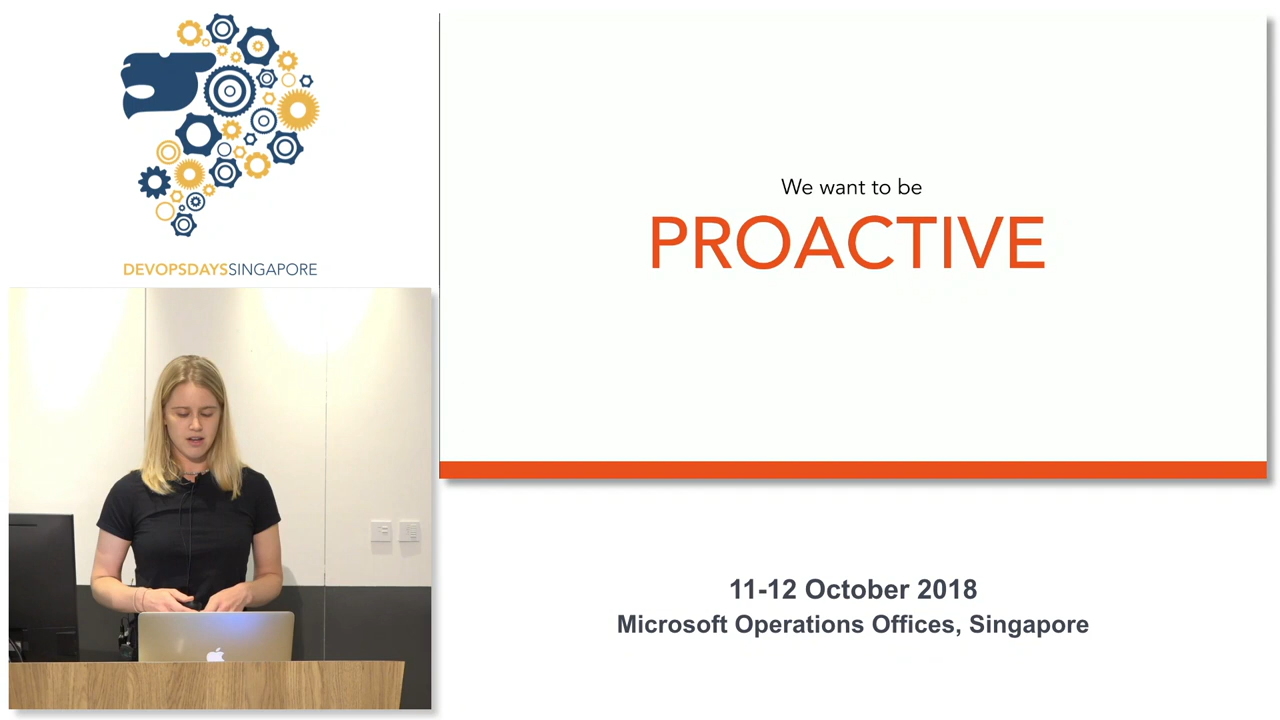 DEVOPSDAYSSINGAPORE
We want to be
PROACTIVE
11-12 October 2018
Microsoft Operations Offices, Singapore